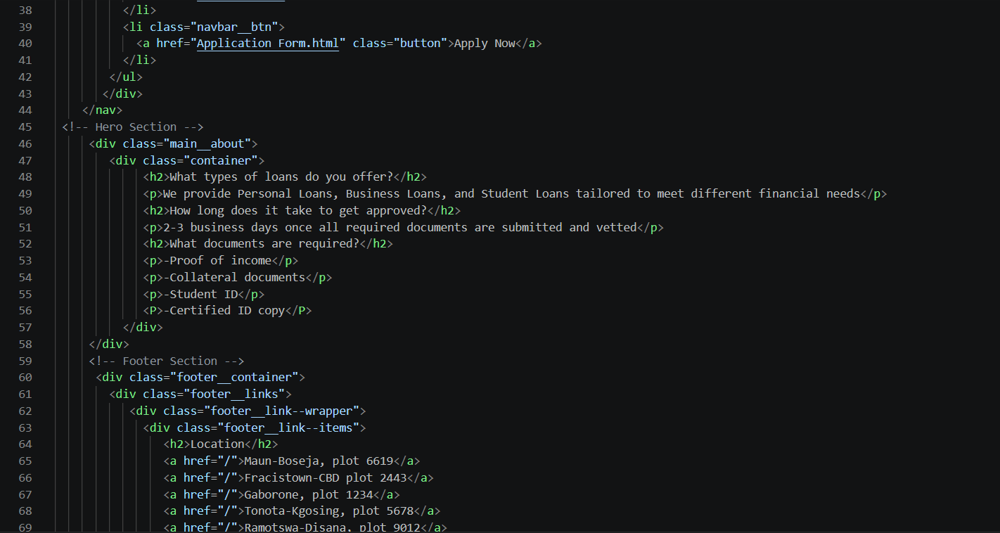 38 </li>
39 <li class="navbar__btn">
40 <a href="Application Form.html" class="button">Apply Now</a>
41 </li>
42 </ul>
43 </div>
44 </nav>
45 <!-- Hero Section -->
46 <div class="main__about">
47 <div class="container">
48 <h2>What types of loans do you offer?</h2>
49 <p>We provide Personal Loans, Business Loans, and Student Loans tailored to meet different financial needs</p>
50 <h2>How long does it take to get approved?</h2>
51 <p>2-3 business days once all required documents are submitted and vetted</p>
52 <h2>What documents are required?</h2>
53 <p>-Proof of income</p>
54 <p>-Collateral documents</p>
55 <p>-Student ID</p>
56 <P>-Certified ID copy</P>
57 </div>
58 </div>
59 <!-- Footer Section -->
60 <div class="footer__container">
61 <div class="footer__links">
62 <div class="footer__link--wrapper">
63 <div class="footer__link--items">
64 <h2>Location</h2>
65 <a href="/">Maun-Boseja, plot 6619</a>
66 <a href="/">Fracistown-CBD plot 2443</a>
67 <a href="/">Gaborone, plot 1234</a>
68 <a href="/">Tonota-Kgosing, plot 5678</a>
69 <a href="/">Ramotswa-Disana, plot 9012</a>